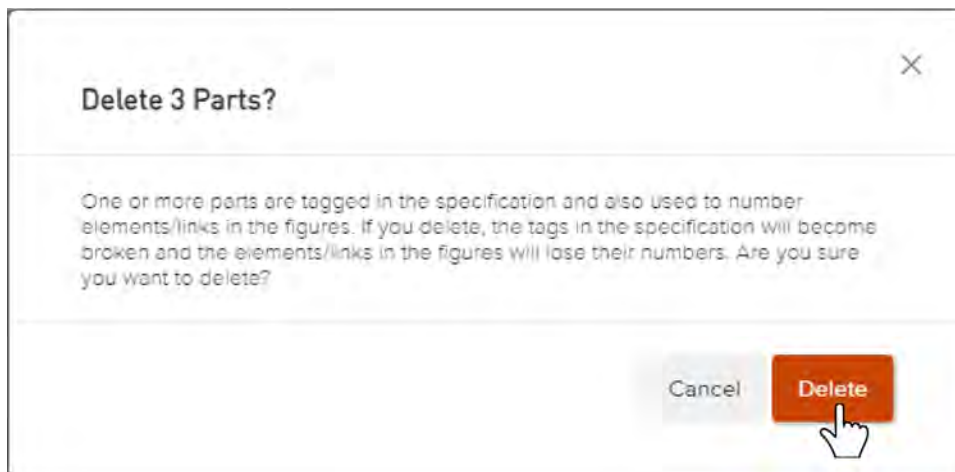 Delete 3 Parts?
One or more parts are tagged in the specification and also used to number
elements/links in the figures. If you delete, the tags in the specification will become
broken and the elements/links in the figures will lose their numbers. Are you sure
you want to delete?
Cancel
Delete